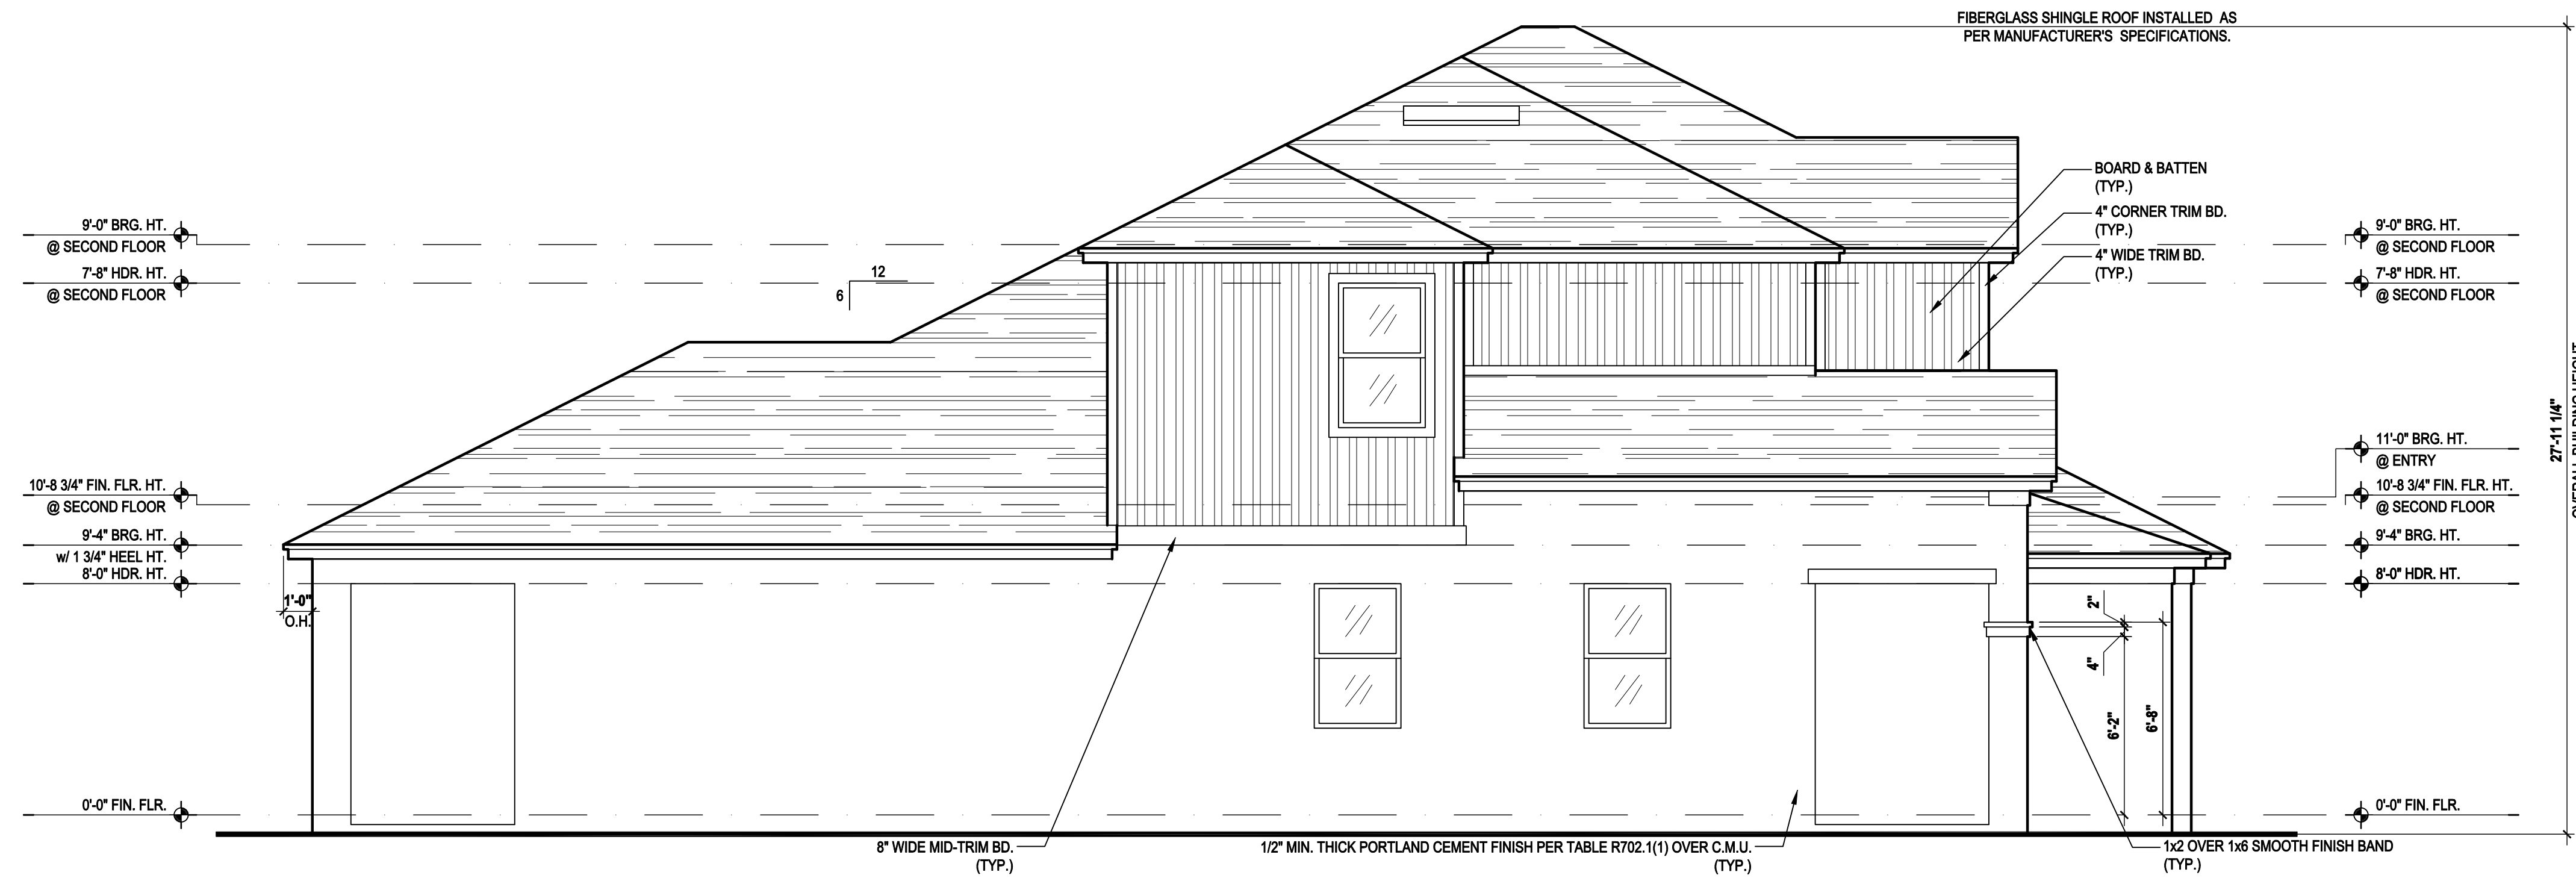 FIBERGLASS SHINGLE ROOF INSTALLED AS
PER MANUFACTURER'S SPECIFICATIONS.
BOARD & BATTEN
(TYP.)
4" CORNER TRIM BD.
(TYP.)
4" WIDE TRIM BD.
(TYP.)
9'-0" BRG. HT.
@ SECOND FLOOR
7'-8" HDR. HT.
@ SECOND FLOOR
12
6
10'-8 3/4" FIN. FLR. HT.
@ SECOND FLOOR
9'-4" BRG. HT.
w/ 1 3/4" HEEL HT.
8'-0" HDR. HT.
1'-0"
O.H.
0'-0" FIN. FLR.
9'-0" BRG. HT.
@ SECOND FLOOR
7'-8" HDR. HT.
@ SECOND FLOOR
11'-0" BRG. HT.
@ ENTRY
10'-8 3/4" FIN. FLR. HT.
@ SECOND FLOOR
9'-4" BRG. HT.
8'-0" HDR. HT.
0'-0" FIN. FLR.
2"
4"
6'-2"
6'-8"
27'-11 1/4"
OVERALL BUILDING HEIGHT
8" WIDE MID-TRIM BD.
(TYP.)
1/2" MIN. THICK PORTLAND CEMENT FINISH PER TABLE R702.1(1) OVER C.M.U.
(TYP.)
1x2 OVER 1x6 SMOOTH FINISH BAND
(TYP.)